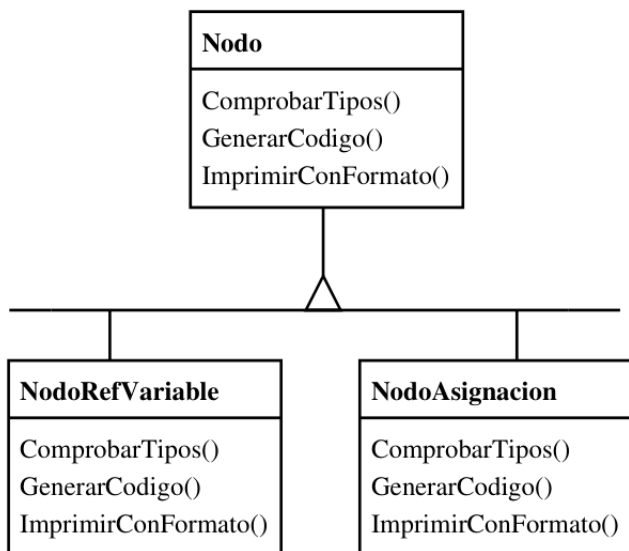 Nodo
ComprobarTipos()
GenerarCodigo()
ImprimirConFormato()
NodoRefVariable
ComprobarTipos()
GenerarCodigo()
ImprimirConFormato()
NodoAsignacion
ComprobarTipos()
GenerarCodigo()
ImprimirConFormato()